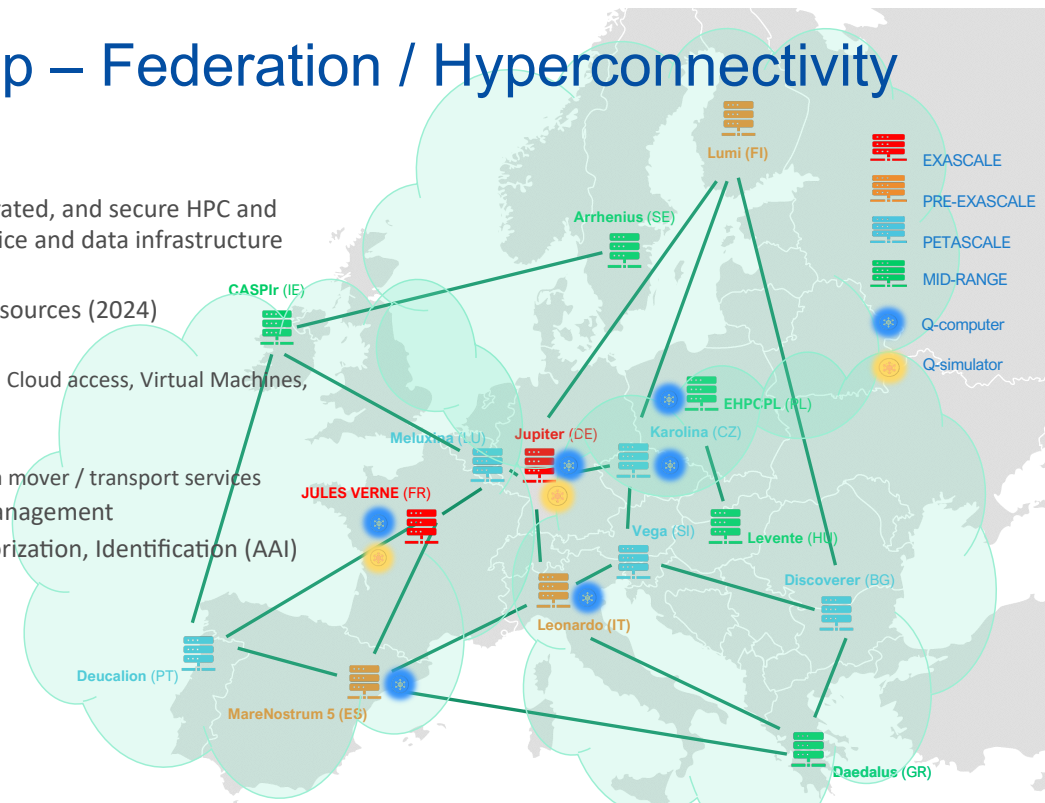 p – Federation / Hyperconnectivity
rated, and secure HPC and
ice and data infrastructure
sources (2024)
Cloud access, Virtual Machines,
mover / transport services
anagement
orization, Identification (AAI)
Lumi (FI)
Arrhenius (SE)
CASPIr (IE)
EHPCPL (PL)
Meluxina (LU)
Jupiter (DE)
Karolina (CZ)
JULES VERNE (FR)
Vega (SI)
Levente (HU)
Discoverer (BG)
Leonardo (IT)
Deucalion (PT)
MareNostrum 5 (ES)
Daedalus (GR)
EXASCALE
PRE-EXASCALE
PETASCALE
MID-RANGE
Q-computer
Q-simulator